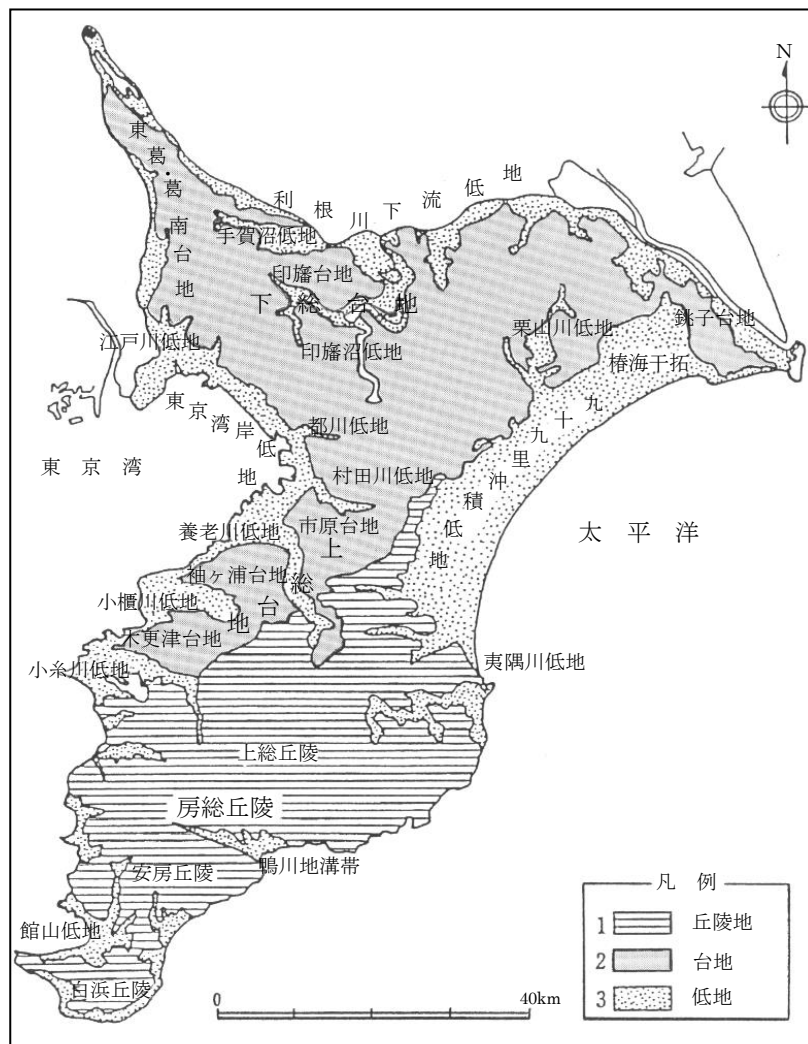 N
東葛・葛南台地
利根川下流低地
手賀沼低地
印旛台地
下総台地
印旛沼低地
栗山川低地
銚子台地
椿海干拓
江戸川低地
東京湾岸低地
都川低地
東京湾
村田川低地
九十九里沖積低地
養老川低地
市原台地
太平洋
上総台地
袖ヶ浦台地
小櫃川低地
木更津台地
小糸川低地
夷隅川低地
上総丘陵
房総丘陵
安房丘陵
鴨川地溝帯
館山低地
白浜丘陵
凡例
1 丘陵地
2 台地
3 低地
0 40km